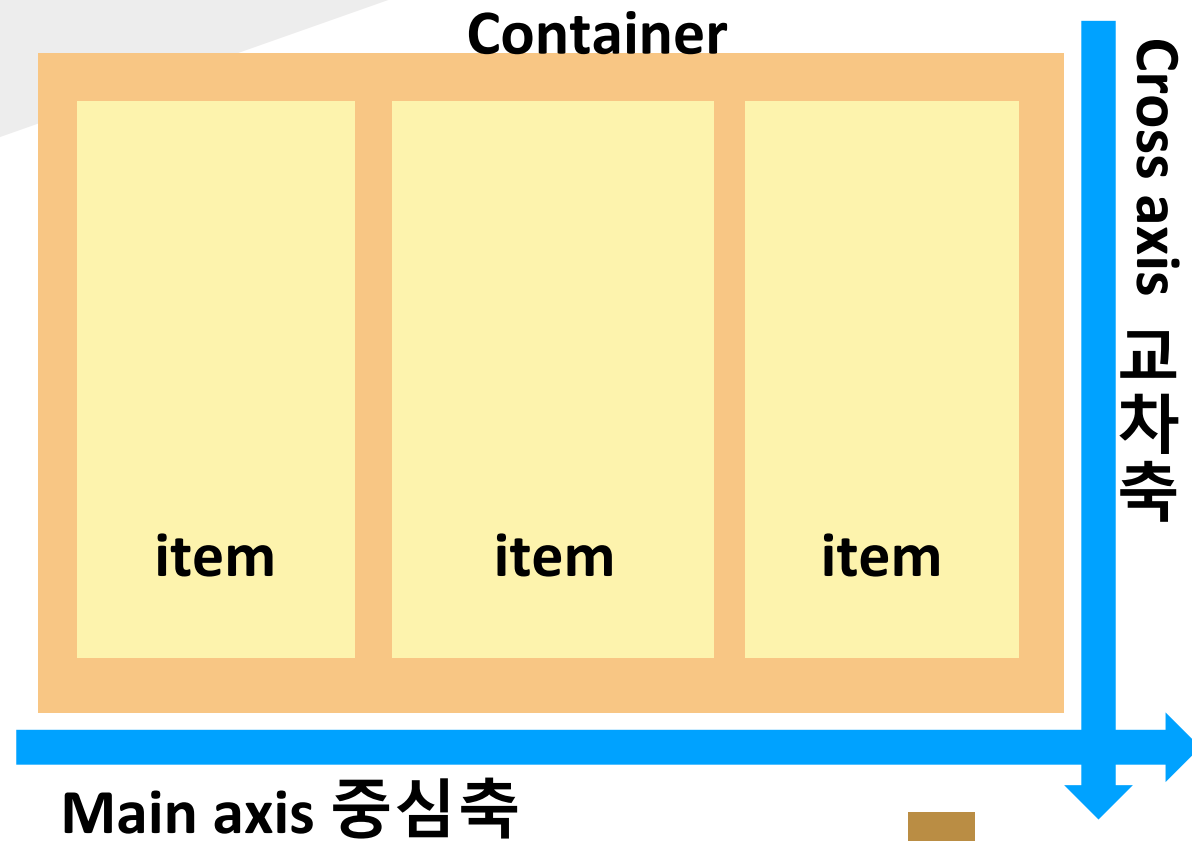 Container
item
item
item
Cross axis 교차축
Main axis 중심축